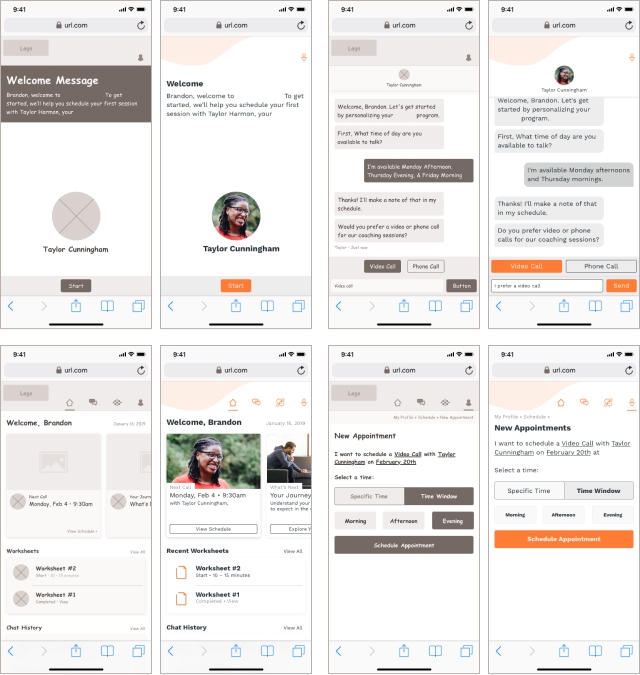 9:41
url.com
Logo
Welcome Message
Brandon, welcome to To get
started, we'll help you schedule your first session
with Taylor Harmon, your
Taylor Cunningham
Start
9:41
url.com
Welcome
Brandon, welcome to To get
started, we'll help you schedule your first
session with Taylor Harmon, your
Taylor Cunningham
Start
9:41
url.com
Logo
Taylor Cunningham
Welcome, Brandon. Let's get started
by personalizing your program.
First, What time of day are you
available to talk?
I'm available Monday Afternoon,
Thursday Evening, & Friday Morning
Thanks! I'll make a note of that in my
schedule.
Would you prefer a video or phone call
for our coaching sessions?
Taylor - Just now
Video Call
Phone Call
Video call
Button
9:41
url.com
Taylor Cunningham
Welcome, Brandon. Let's get
started by personalizing your
program.
First, What time of day are you
available to talk?
I'm available Monday afternoons
and Thursday mornings.
Thanks! I'll make a note of that
in my schedule.
Do you prefer video or phone
calls for our coaching sessions?
Video Call
Phone Call
I prefer a video call
Send
9:41
url.com
Logo
Welcome, Brandon
January 16, 2019
Next Call
Monday, Feb 4 • 9:30am
View Schedule >
Your Journ
What's
Worksheets
View All
Worksheet #2
Start • 10 - 15 minutes
Worksheet #1
Completed • View
Chat History
View All
9:41
url.com
Welcome, Brandon
January 16, 2019
Next Call
Monday, Feb 4 • 9:30am
with Taylor Cunningham,
View Schedule
What's Next
Your Journey
Understand your
to expect in the
Explore Y
Recent Worksheets
View All
Worksheet #2
Start • 10 - 15 minutes
Worksheet #1
Completed • View
Chat History
View All
9:41
url.com
Logo
My Profile > Schedule > New Appointment
New Appointment
I want to schedule a Video Call with Taylor
Cunningham on February 20th
Select a time:
Specific Time
Time Window
Morning
Afternoon
Evening
Schedule Appointment
9:41
url.com
My Profile > Schedule >
New Appointments
I want to schedule a Video Call with Taylor
Cunningham on February 20th at
Select a time:
Specific Time
Time Window
Morning
Afternoon
Evening
Schedule Appointment